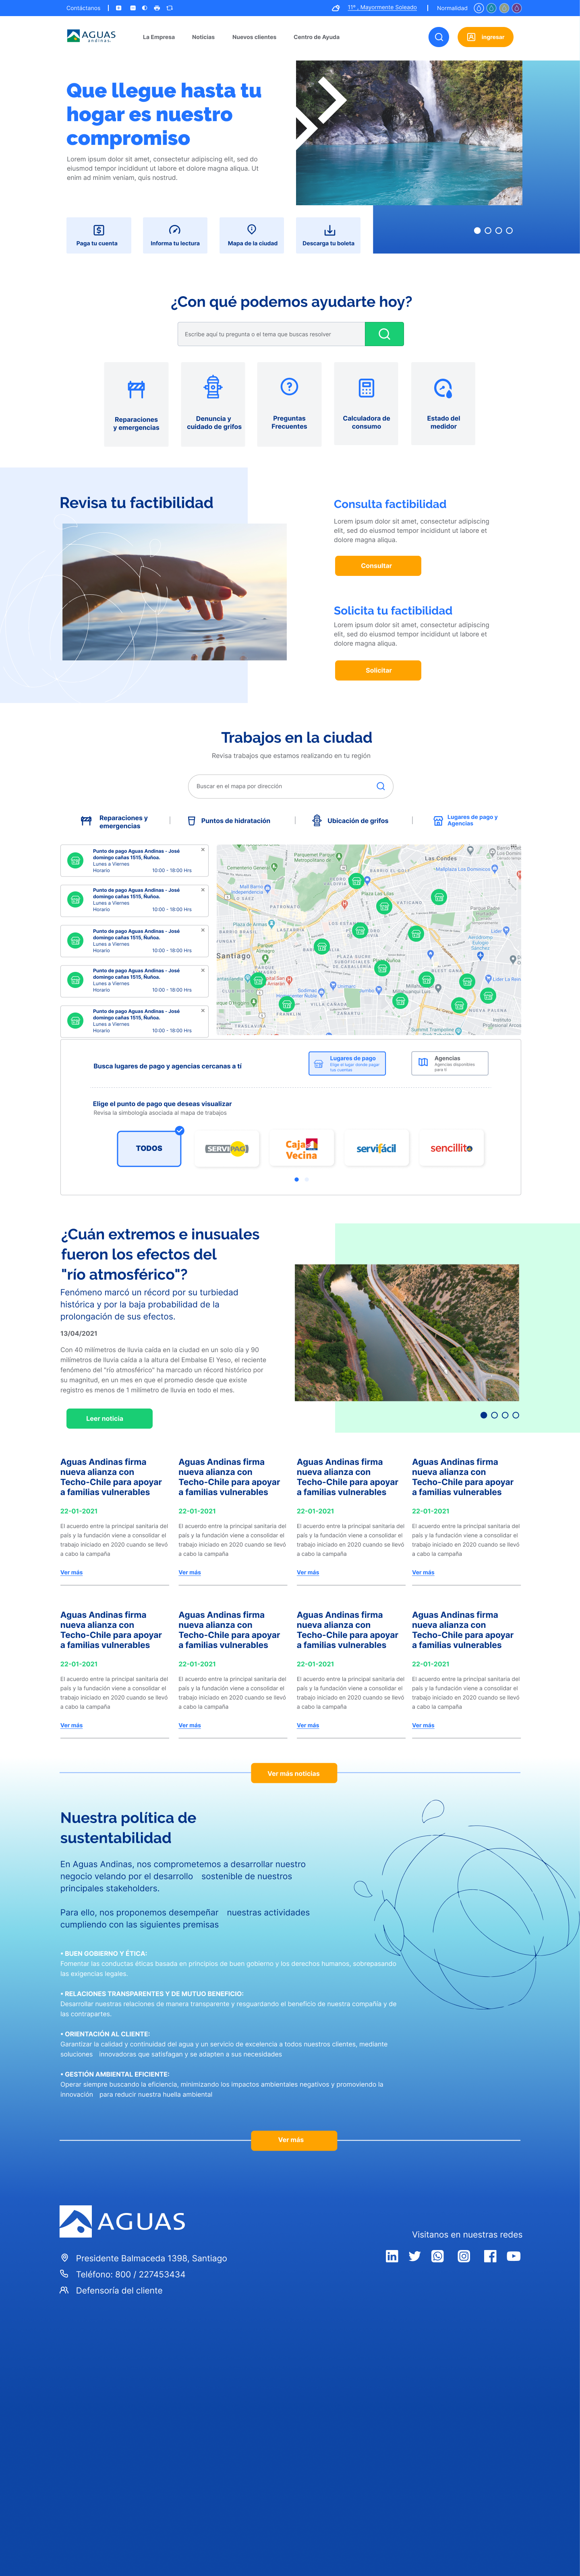 Contáctanos
11° , Mayormente Soleado
Normalidad
AGUAS
andinas.
La Empresa
Noticias
Nuevos clientes
Centro de Ayuda
Ingresar
Que llegue hasta tu
hogar es nuestro
compromiso
Lorem ipsum dolor sit amet, consectetur adipiscing elit, sed do
eiusmod tempor incididunt ut labore et dolore magna aliqua. Ut
enim ad minim veniam, quis nostrud.
Paga tu cuenta
Informa tu lectura
Mapa de la ciudad
Descarga tu boleta
¿Con qué podemos ayudarte hoy?
Escribe aquí tu pregunta o el tema que buscas resolver
Reparaciones
y emergencias
Denuncia y
cuidado de grifos
Preguntas
Frecuentes
Calculadora de
consumo
Estado del
medidor
Revisa tu factibilidad
Consulta factibilidad
Lorem ipsum dolor sit amet, consectetur adipiscing
elit, sed do eiusmod tempor incididunt ut labore et
dolore magna aliqua.
Consultar
Solicita tu factibilidad
Lorem ipsum dolor sit amet, consectetur adipiscing
elit, sed do eiusmod tempor incididunt ut labore et
dolore magna aliqua.
Solicitar
Trabajos en la ciudad
Revisa trabajos que estamos realizando en tu región
Buscar en el mapa por dirección
Reparaciones y
emergencias
Puntos de hidratación
Ubicación de grifos
Lugares de pago y
Agencias
Punto de pago Aguas Andinas - José
domingo cañas 1515, Ñuñoa.
Lunes a Viernes
Horario 10:00 - 18:00 Hrs
Punto de pago Aguas Andinas - José
domingo cañas 1515, Ñuñoa.
Lunes a Viernes
Horario 10:00 - 18:00 Hrs
Punto de pago Aguas Andinas - José
domingo cañas 1515, Ñuñoa.
Lunes a Viernes
Horario 10:00 - 18:00 Hrs
Punto de pago Aguas Andinas - José
domingo cañas 1515, Ñuñoa.
Lunes a Viernes
Horario 10:00 - 18:00 Hrs
Punto de pago Aguas Andinas - José
domingo cañas 1515, Ñuñoa.
Lunes a Viernes
Horario 10:00 - 18:00 Hrs
Parque Metropolitano
de Santiago
Las Condes
Cementerio General
BARRIO EL GOLF
Mallplaza Los Dominicos
Mall Barrio
Independencia
PATRONATO
Plaza Las Lilas
Plaza de Armas
Santiago
Parque
Almagro
Lider
Aeródromo
Eulogio
Sánchez
NUEVA LA REINA
PLAZA SUCRE
Busca lugares de pago y agencias cercanas a ti
Lugares de pago
Elige el lugar donde pagar
tus cuentas
Agencias
Agencias disponibles
para ti
Elige el punto de pago que deseas visualizar
Revisa la simbología asociada al mapa de trabajos
TODOS
SERVIPAG
Caja
Vecina
servifácil
sencillito
¿Cuán extremos e inusuales
fueron los efectos del
"río atmosférico"?
Fenómeno marcó un récord por su turbiedad
histórica y por la baja probabilidad de la
prolongación de sus efectos.
13/04/2021
Con 40 milímetros de lluvia caída en la ciudad en un solo día y 90
milímetros de lluvia caída a la altura del Embalse El Yeso, el reciente
fenómeno del "río atmosférico" ha marcado un récord histórico por
su magnitud, en un mes en que el promedio desde que existe
registro es menos de 1 milímetro de lluvia en todo el mes.
Leer noticia
Aguas Andinas firma
nueva alianza con
Techo-Chile para apoyar
a familias vulnerables
22-01-2021
El acuerdo entre la principal sanitaria del
país y la fundación viene a consolidar el
trabajo iniciado en 2020 cuando se llevó
a cabo la campaña
Ver más
Aguas Andinas firma
nueva alianza con
Techo-Chile para apoyar
a familias vulnerables
22-01-2021
El acuerdo entre la principal sanitaria del
país y la fundación viene a consolidar el
trabajo iniciado en 2020 cuando se llevó
a cabo la campaña
Ver más
Aguas Andinas firma
nueva alianza con
Techo-Chile para apoyar
a familias vulnerables
22-01-2021
El acuerdo entre la principal sanitaria del
país y la fundación viene a consolidar el
trabajo iniciado en 2020 cuando se llevó
a cabo la campaña
Ver más
Aguas Andinas firma
nueva alianza con
Techo-Chile para apoyar
a familias vulnerables
22-01-2021
El acuerdo entre la principal sanitaria del
país y la fundación viene a consolidar el
trabajo iniciado en 2020 cuando se llevó
a cabo la campaña
Ver más
Aguas Andinas firma
nueva alianza con
Techo-Chile para apoyar
a familias vulnerables
22-01-2021
El acuerdo entre la principal sanitaria del
país y la fundación viene a consolidar el
trabajo iniciado en 2020 cuando se llevó
a cabo la campaña
Ver más
Aguas Andinas firma
nueva alianza con
Techo-Chile para apoyar
a familias vulnerables
22-01-2021
El acuerdo entre la principal sanitaria del
país y la fundación viene a consolidar el
trabajo iniciado en 2020 cuando se llevó
a cabo la campaña
Ver más
Aguas Andinas firma
nueva alianza con
Techo-Chile para apoyar
a familias vulnerables
22-01-2021
El acuerdo entre la principal sanitaria del
país y la fundación viene a consolidar el
trabajo iniciado en 2020 cuando se llevó
a cabo la campaña
Ver más
Aguas Andinas firma
nueva alianza con
Techo-Chile para apoyar
a familias vulnerables
22-01-2021
El acuerdo entre la principal sanitaria del
país y la fundación viene a consolidar el
trabajo iniciado en 2020 cuando se llevó
a cabo la campaña
Ver más
Ver más noticias
Nuestra política de
sustentabilidad
En Aguas Andinas, nos comprometemos a desarrollar nuestro
negocio velando por el desarrollo sostenible de nuestros
principales stakeholders.
Para ello, nos proponemos desempeñar nuestras actividades
cumpliendo con las siguientes premisas
• BUEN GOBIERNO Y ÉTICA:
Fomentar las conductas éticas basada en principios de buen gobierno y los derechos humanos, sobrepasando
las exigencias legales.
• RELACIONES TRANSPARENTES Y DE MUTUO BENEFICIO:
Desarrollar nuestras relaciones de manera transparente y resguardando el beneficio de nuestra compañía y de
las contrapartes.
• ORIENTACIÓN AL CLIENTE:
Garantizar la calidad y continuidad del agua y un servicio de excelencia a todos nuestros clientes, mediante
soluciones innovadoras que satisfagan y se adapten a sus necesidades
• GESTIÓN AMBIENTAL EFICIENTE:
Operar siempre buscando la eficiencia, minimizando los impactos ambientales negativos y promoviendo la
innovación para reducir nuestra huella ambiental
Ver más
AGUAS
Visitanos en nuestras redes
Presidente Balmaceda 1398, Santiago
Teléfono: 800 / 227453434
Defensoría del cliente